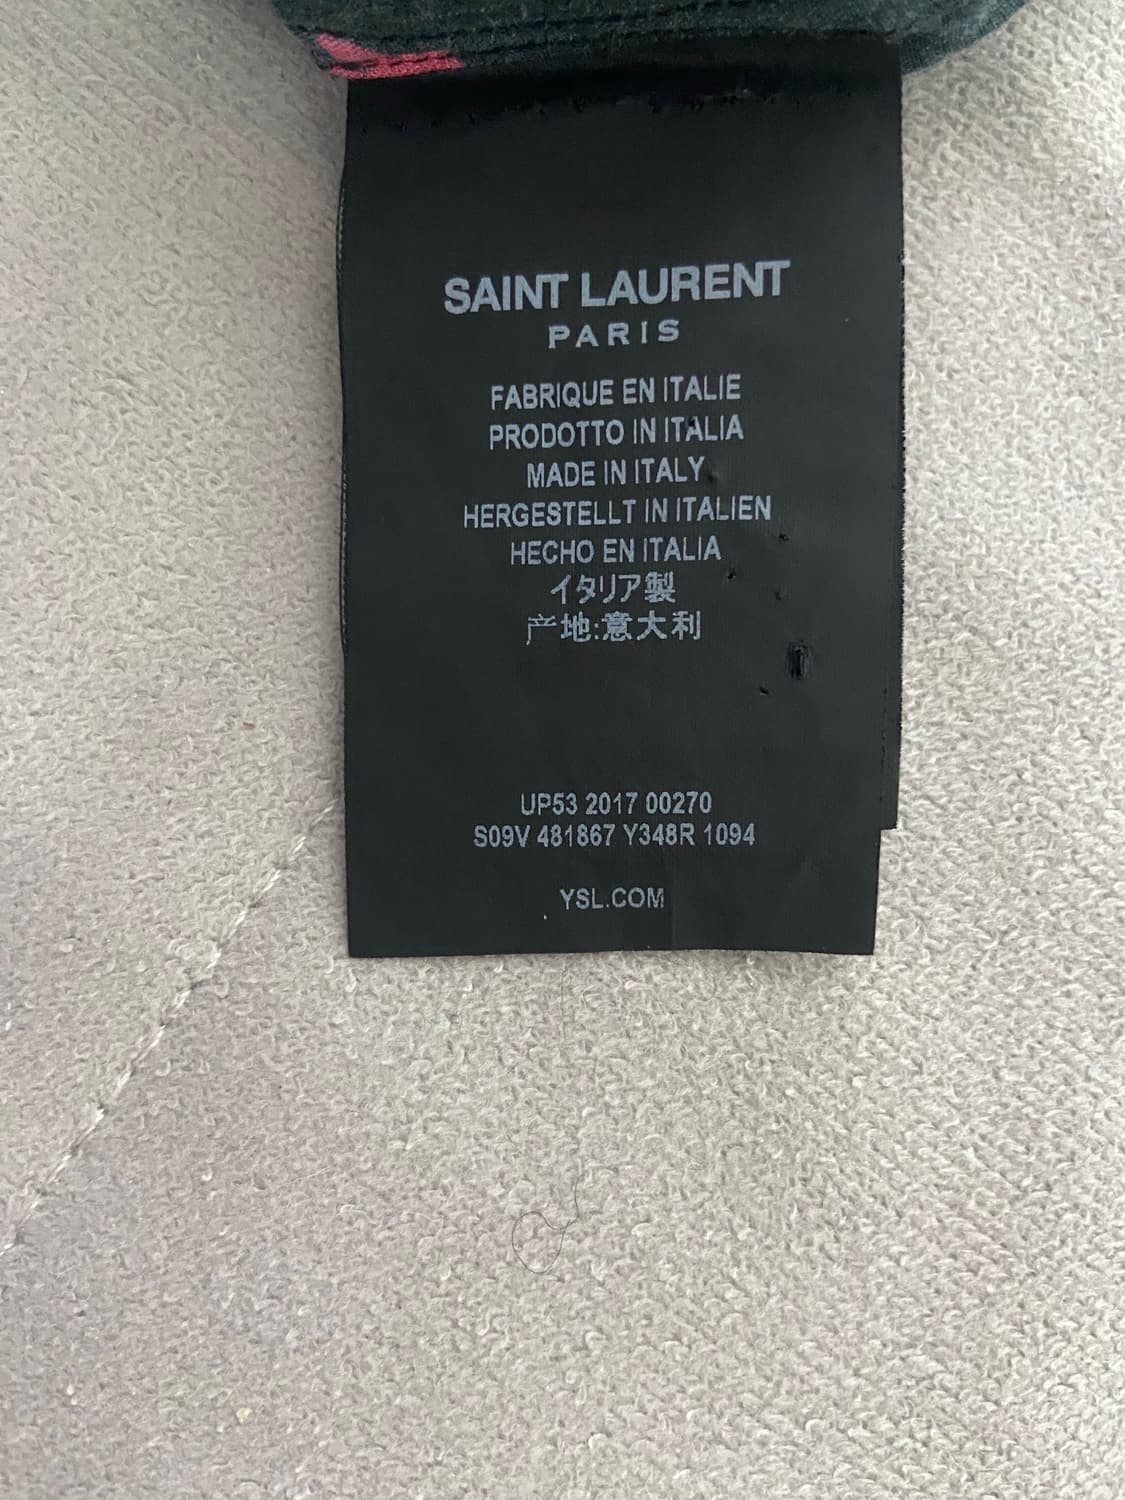 SAINT LAURENT
PARIS
FABRIQUE EN ITALIE
PRODOTTO IN ITALIA
MADE IN ITALY
HERGESTELLT IN ITALIEN
HECHO EN ITALIA
イタリア製
产地:意大利
UP53 2017 00270
S09V 481867 Y348R 1094
YSL.COM